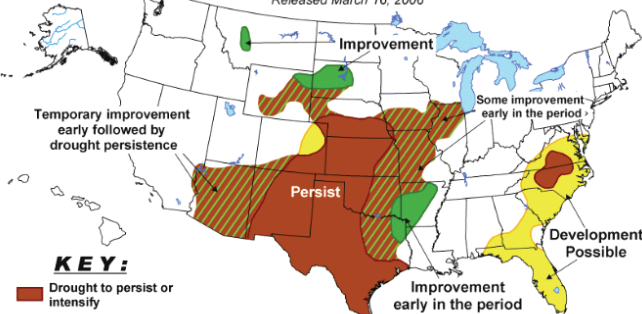 Released March 16, 2006
Improvement
Temporary improvement
early followed by
drought persistence
Some improvement
early in the period
Persist
Development
Possible
KEY:
Drought to persist or
intensify
Improvement
early in the period